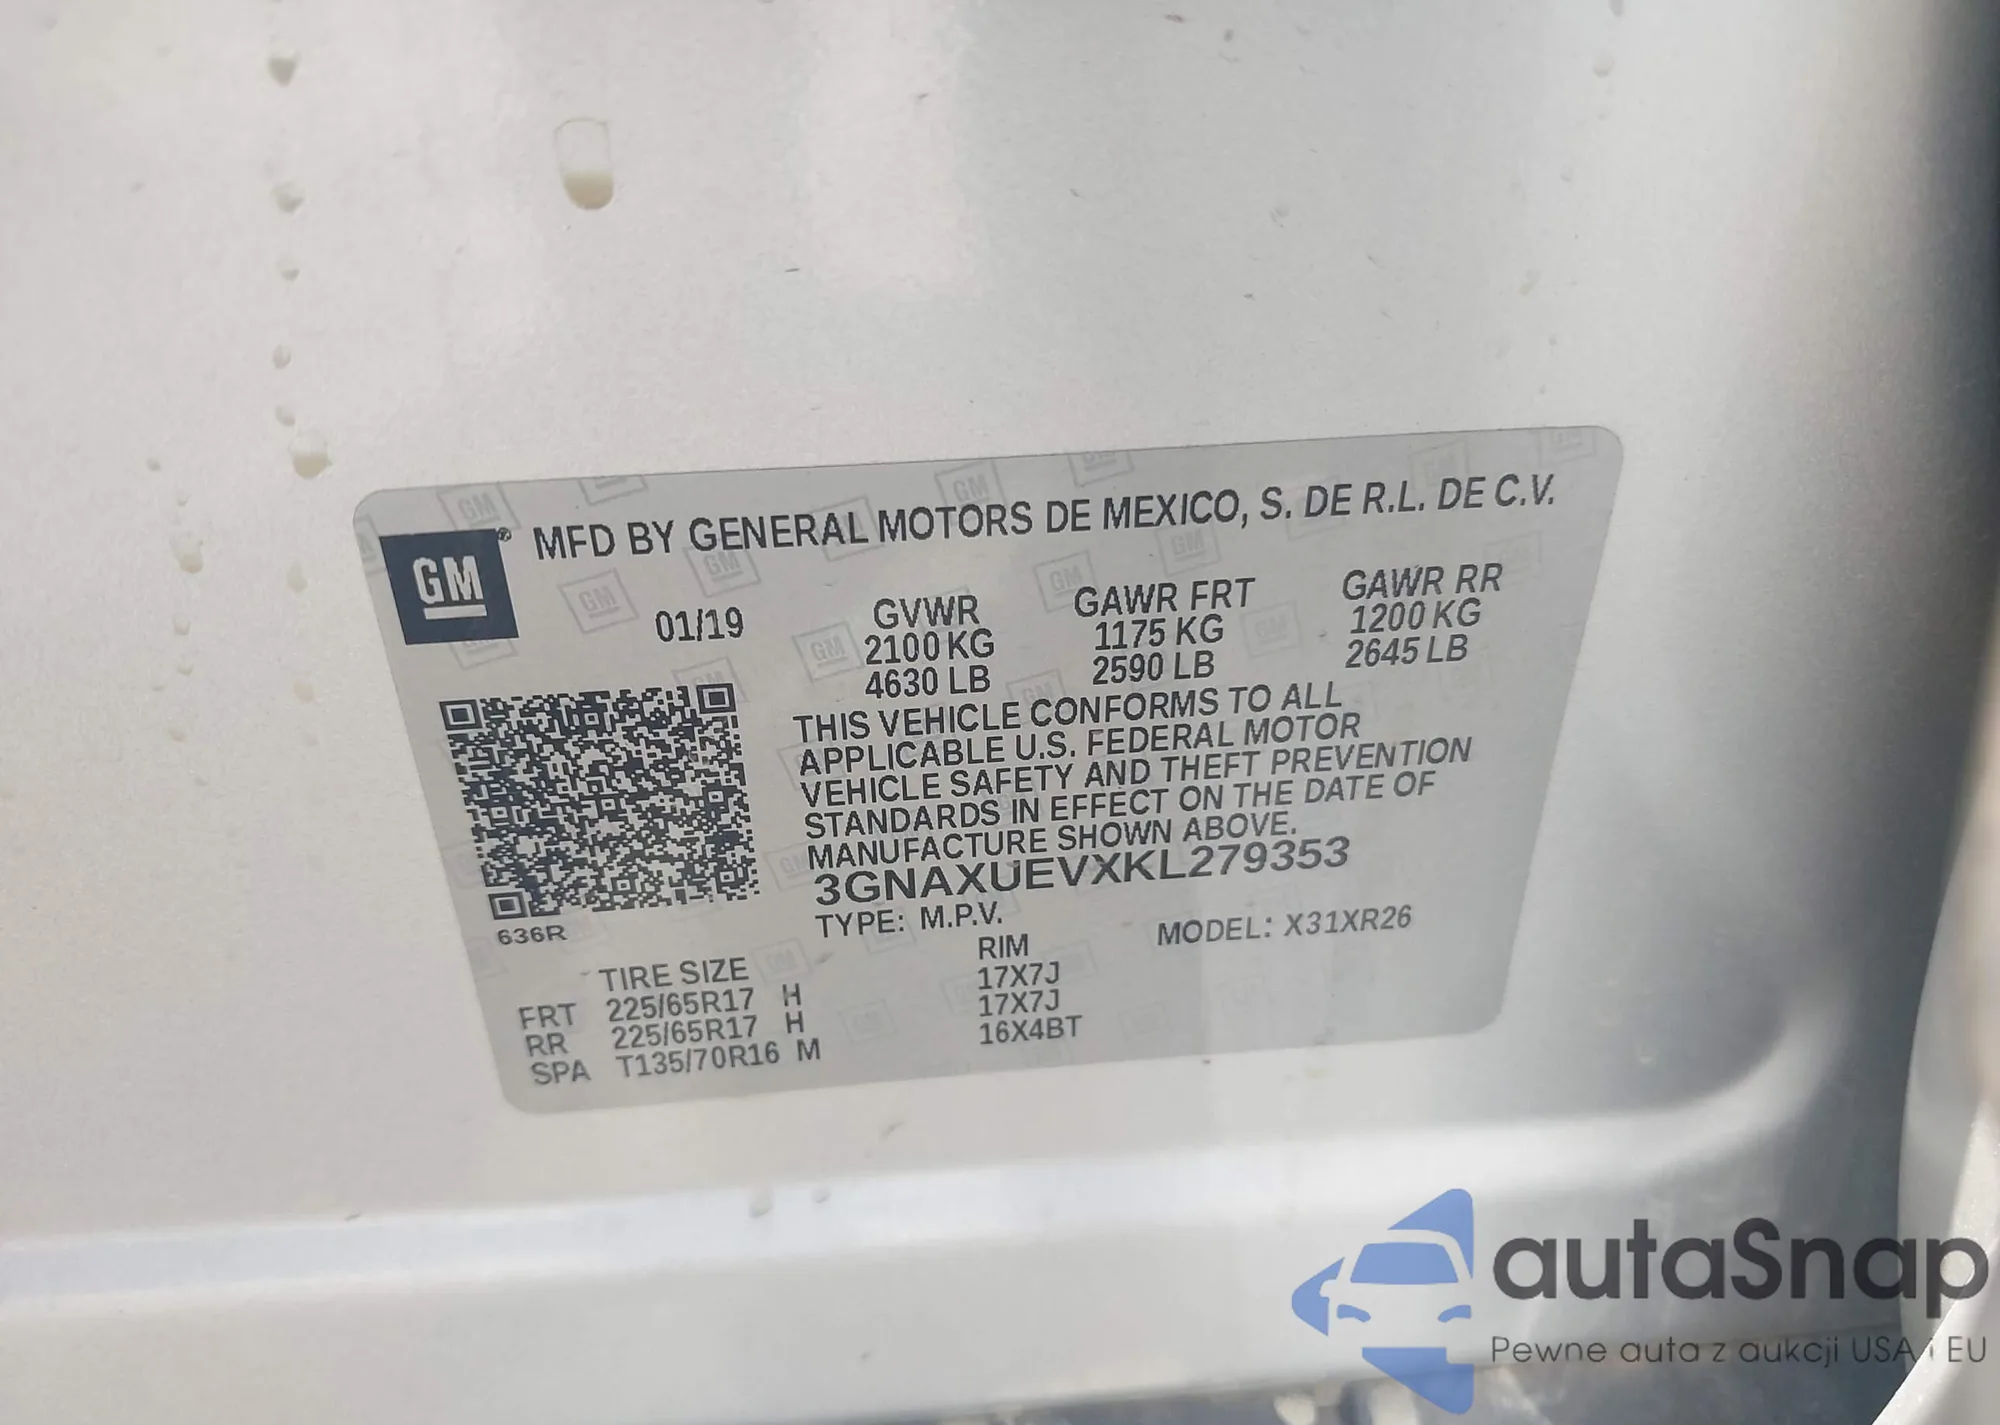 GM® MFD BY GENERAL MOTORS DE MEXICO, S. DE R.L. DE C.V.
01/19 GVWR GAWR FRT GAWR RR
2100 KG 1175 KG 1200 KG
4630 LB 2590 LB 2645 LB
THIS VEHICLE CONFORMS TO ALL
APPLICABLE U.S. FEDERAL MOTOR
VEHICLE SAFETY AND THEFT PREVENTION
STANDARDS IN EFFECT ON THE DATE OF
MANUFACTURE SHOWN ABOVE.
3GNAXUEVXKL279353
636R
TYPE: M.P.V. MODEL: X31XR26
TIRE SIZE RIM
FRT 225/65R17 H 17X7J
RR 225/65R17 H 17X7J
SPA T135/70R16 M 16X4BT
autaSnap
Pewne auta z aukcji USA i EU